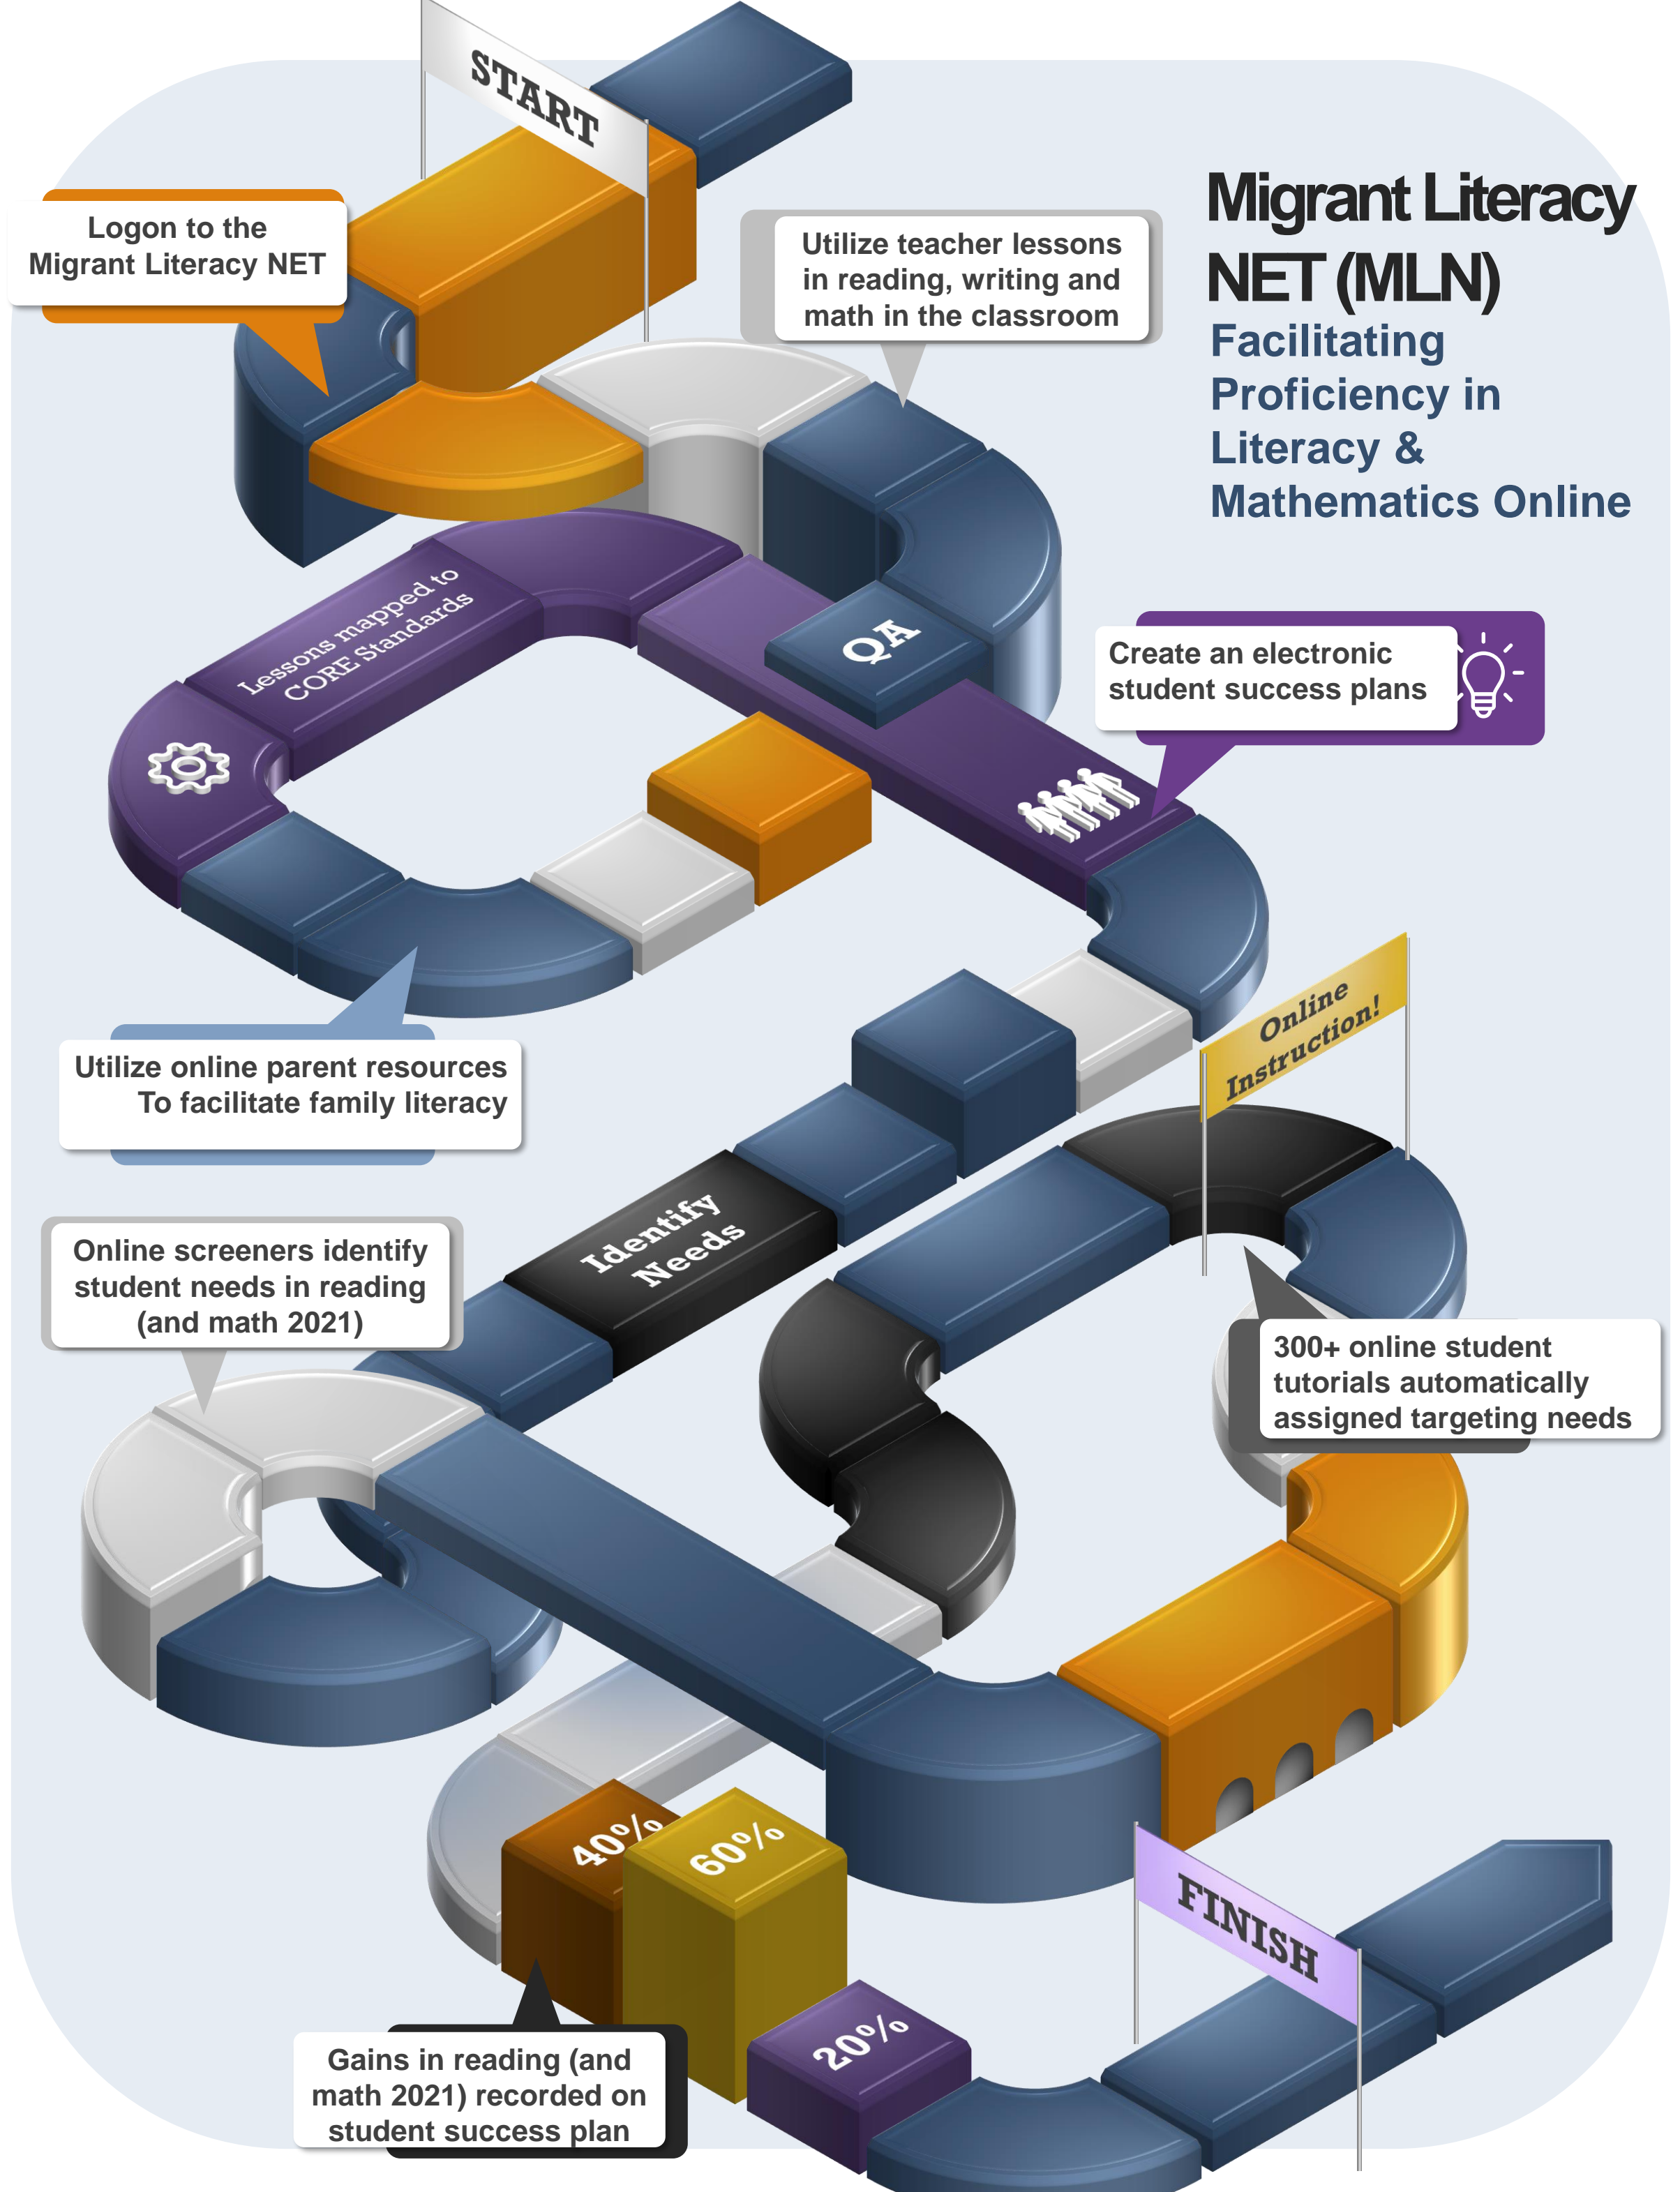 START
Migrant Literacy
NET (MLN)
Facilitating
Proficiency in
Literacy &
Mathematics Online
Logon to the
Migrant Literacy NET
Utilize teacher lessons
in reading, writing and
math in the classroom
Lessons mapped to
CORE Standards
QA
Create an electronic
student success plans
Utilize online parent resources
To facilitate family literacy
Online
Instruction!
Identify
Needs
Online screeners identify
student needs in reading
(and math 2021)
300+ online student
tutorials automatically
assigned targeting needs
40%
60%
20%
FINISH
Gains in reading (and
math 2021) recorded on
student success plan